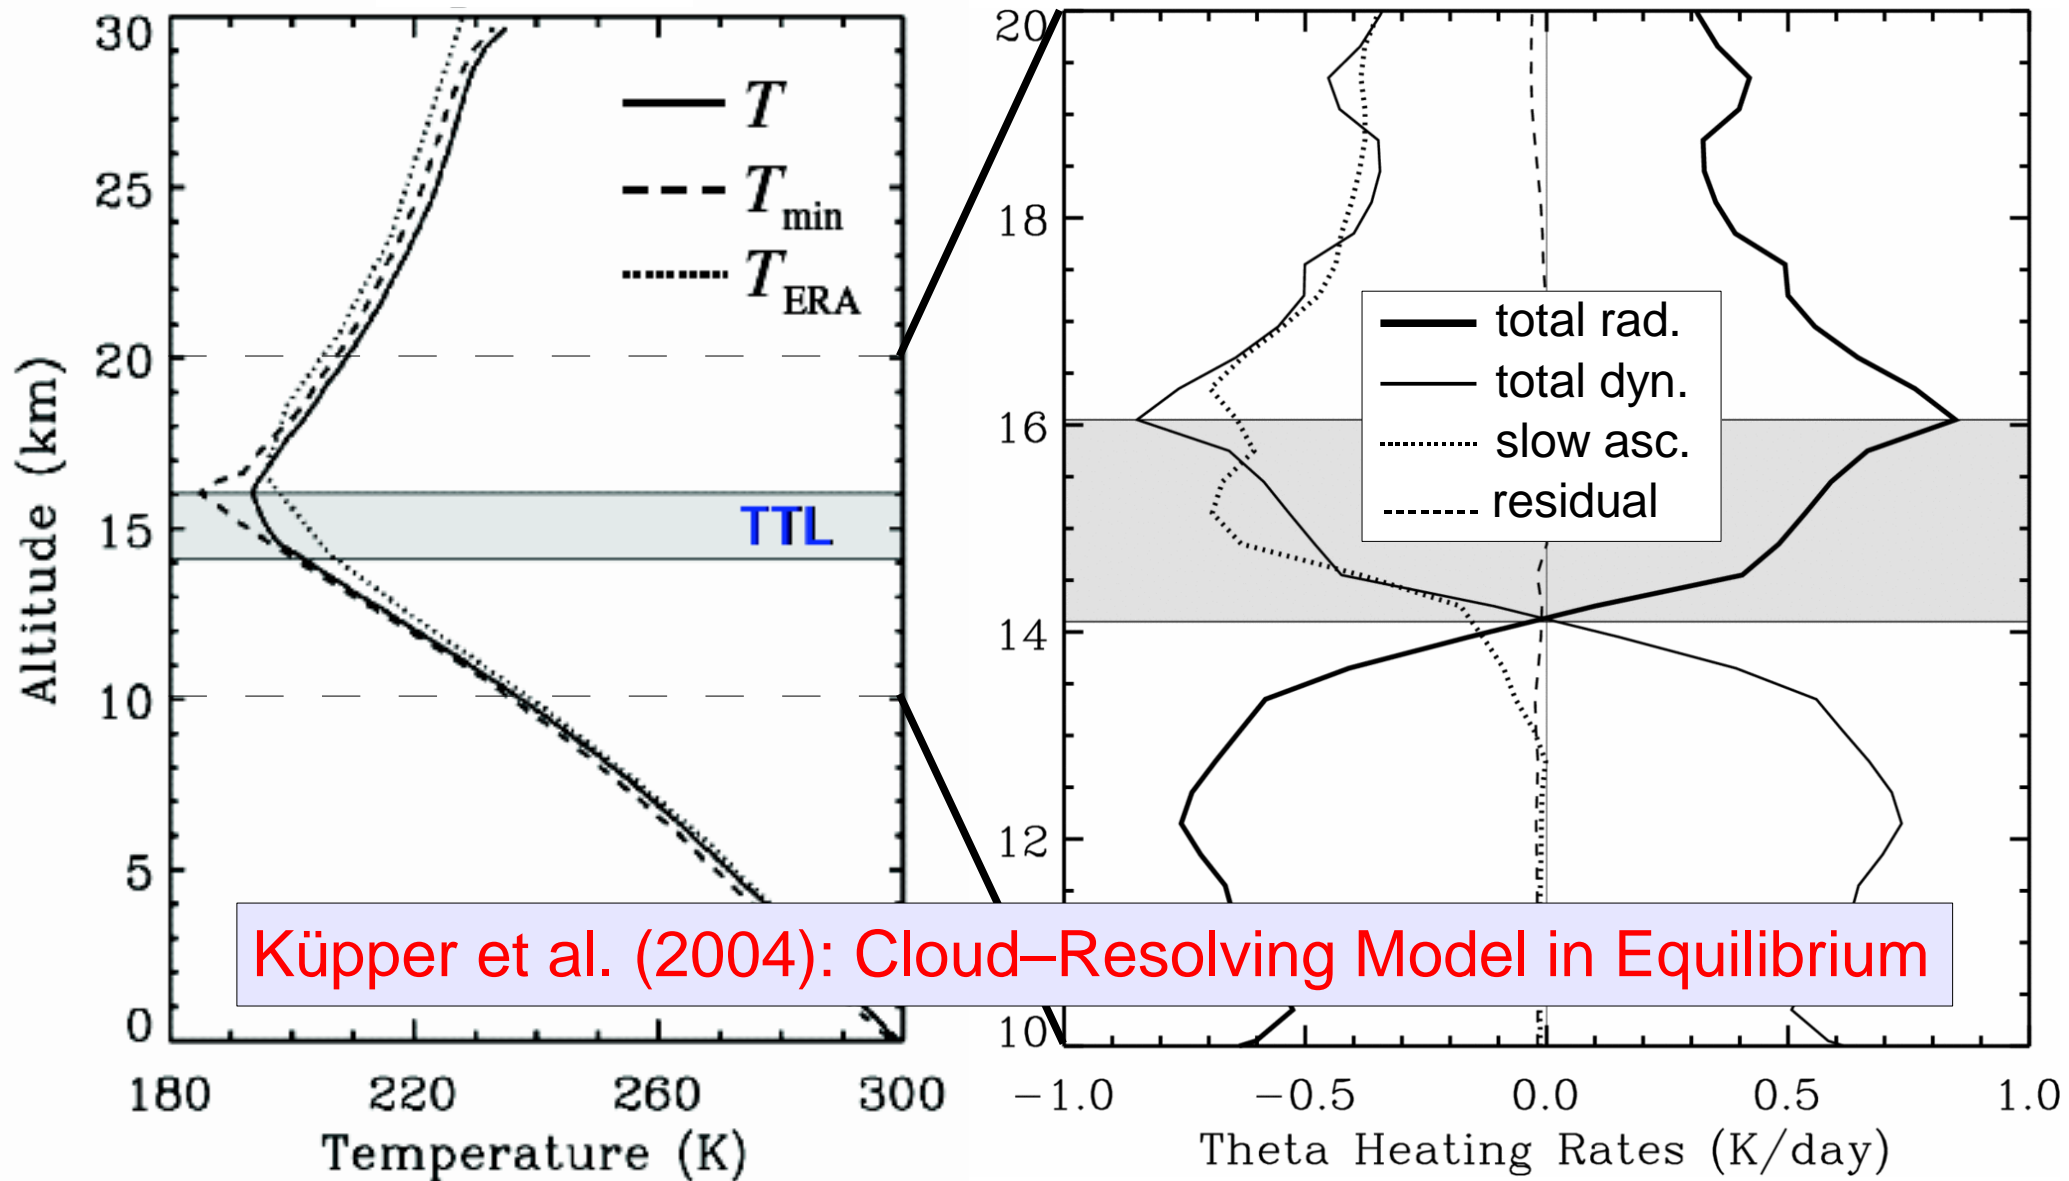 30
25
20
15
10
5
0
Altitude (km)
T
T min
T ERA
TTL
180
220
260
300
Temperature (K)
20
18
16
14
12
10
total rad.
total dyn.
slow asc.
residual
−1.0
−0.5
0.0
0.5
1.0
Theta Heating Rates (K/day)
Küpper et al. (2004): Cloud–Resolving Model in Equilibrium